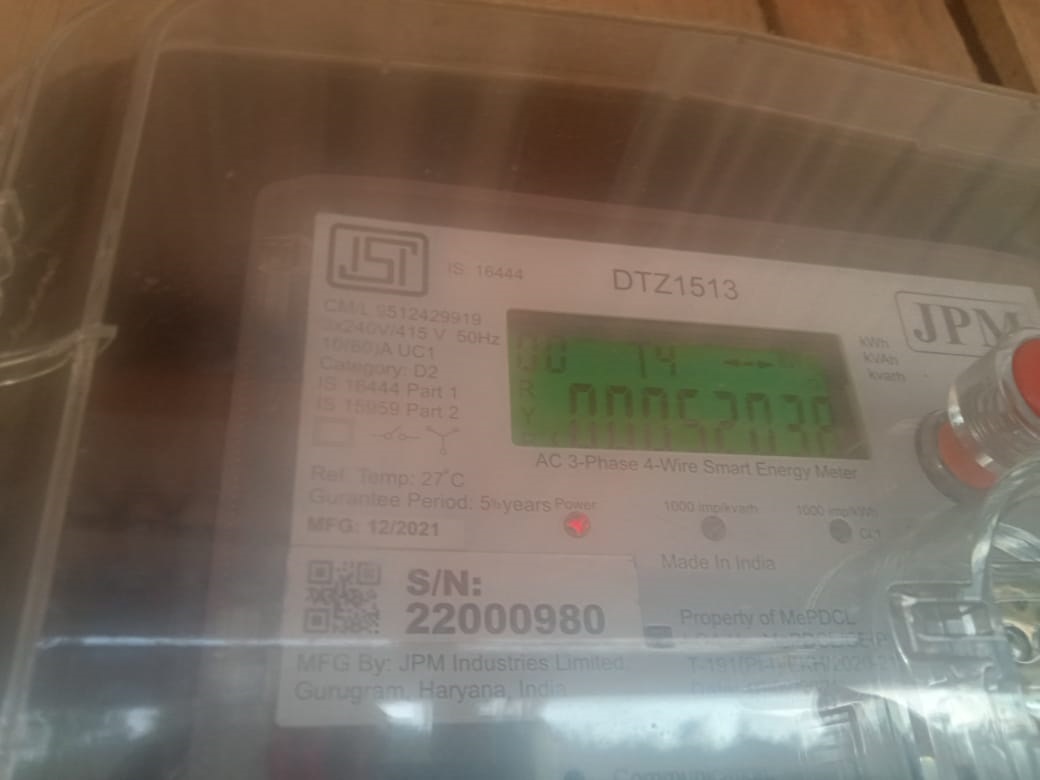 ISI
IS: 16444
DTZ1513
JPM
CM/L 9512429919
3x240V/415 V 50Hz
10(60)A UC1
Category: D2
IS 16444 Part 1
IS 15959 Part 2
kWh
kVAh
kvarh
74
R
Y
AC 3-Phase 4-Wire Smart Energy Meter
Ref. Temp: 27°C
Gurantee Period: 5½years
Power
1000 imp/kvarh
1000 imp/kWh
MFG: 12/2021
Made In India
S/N:
22000980
Property of MePDCL
MFG By: JPM Industries Limited.
Gurugram, Haryana, India